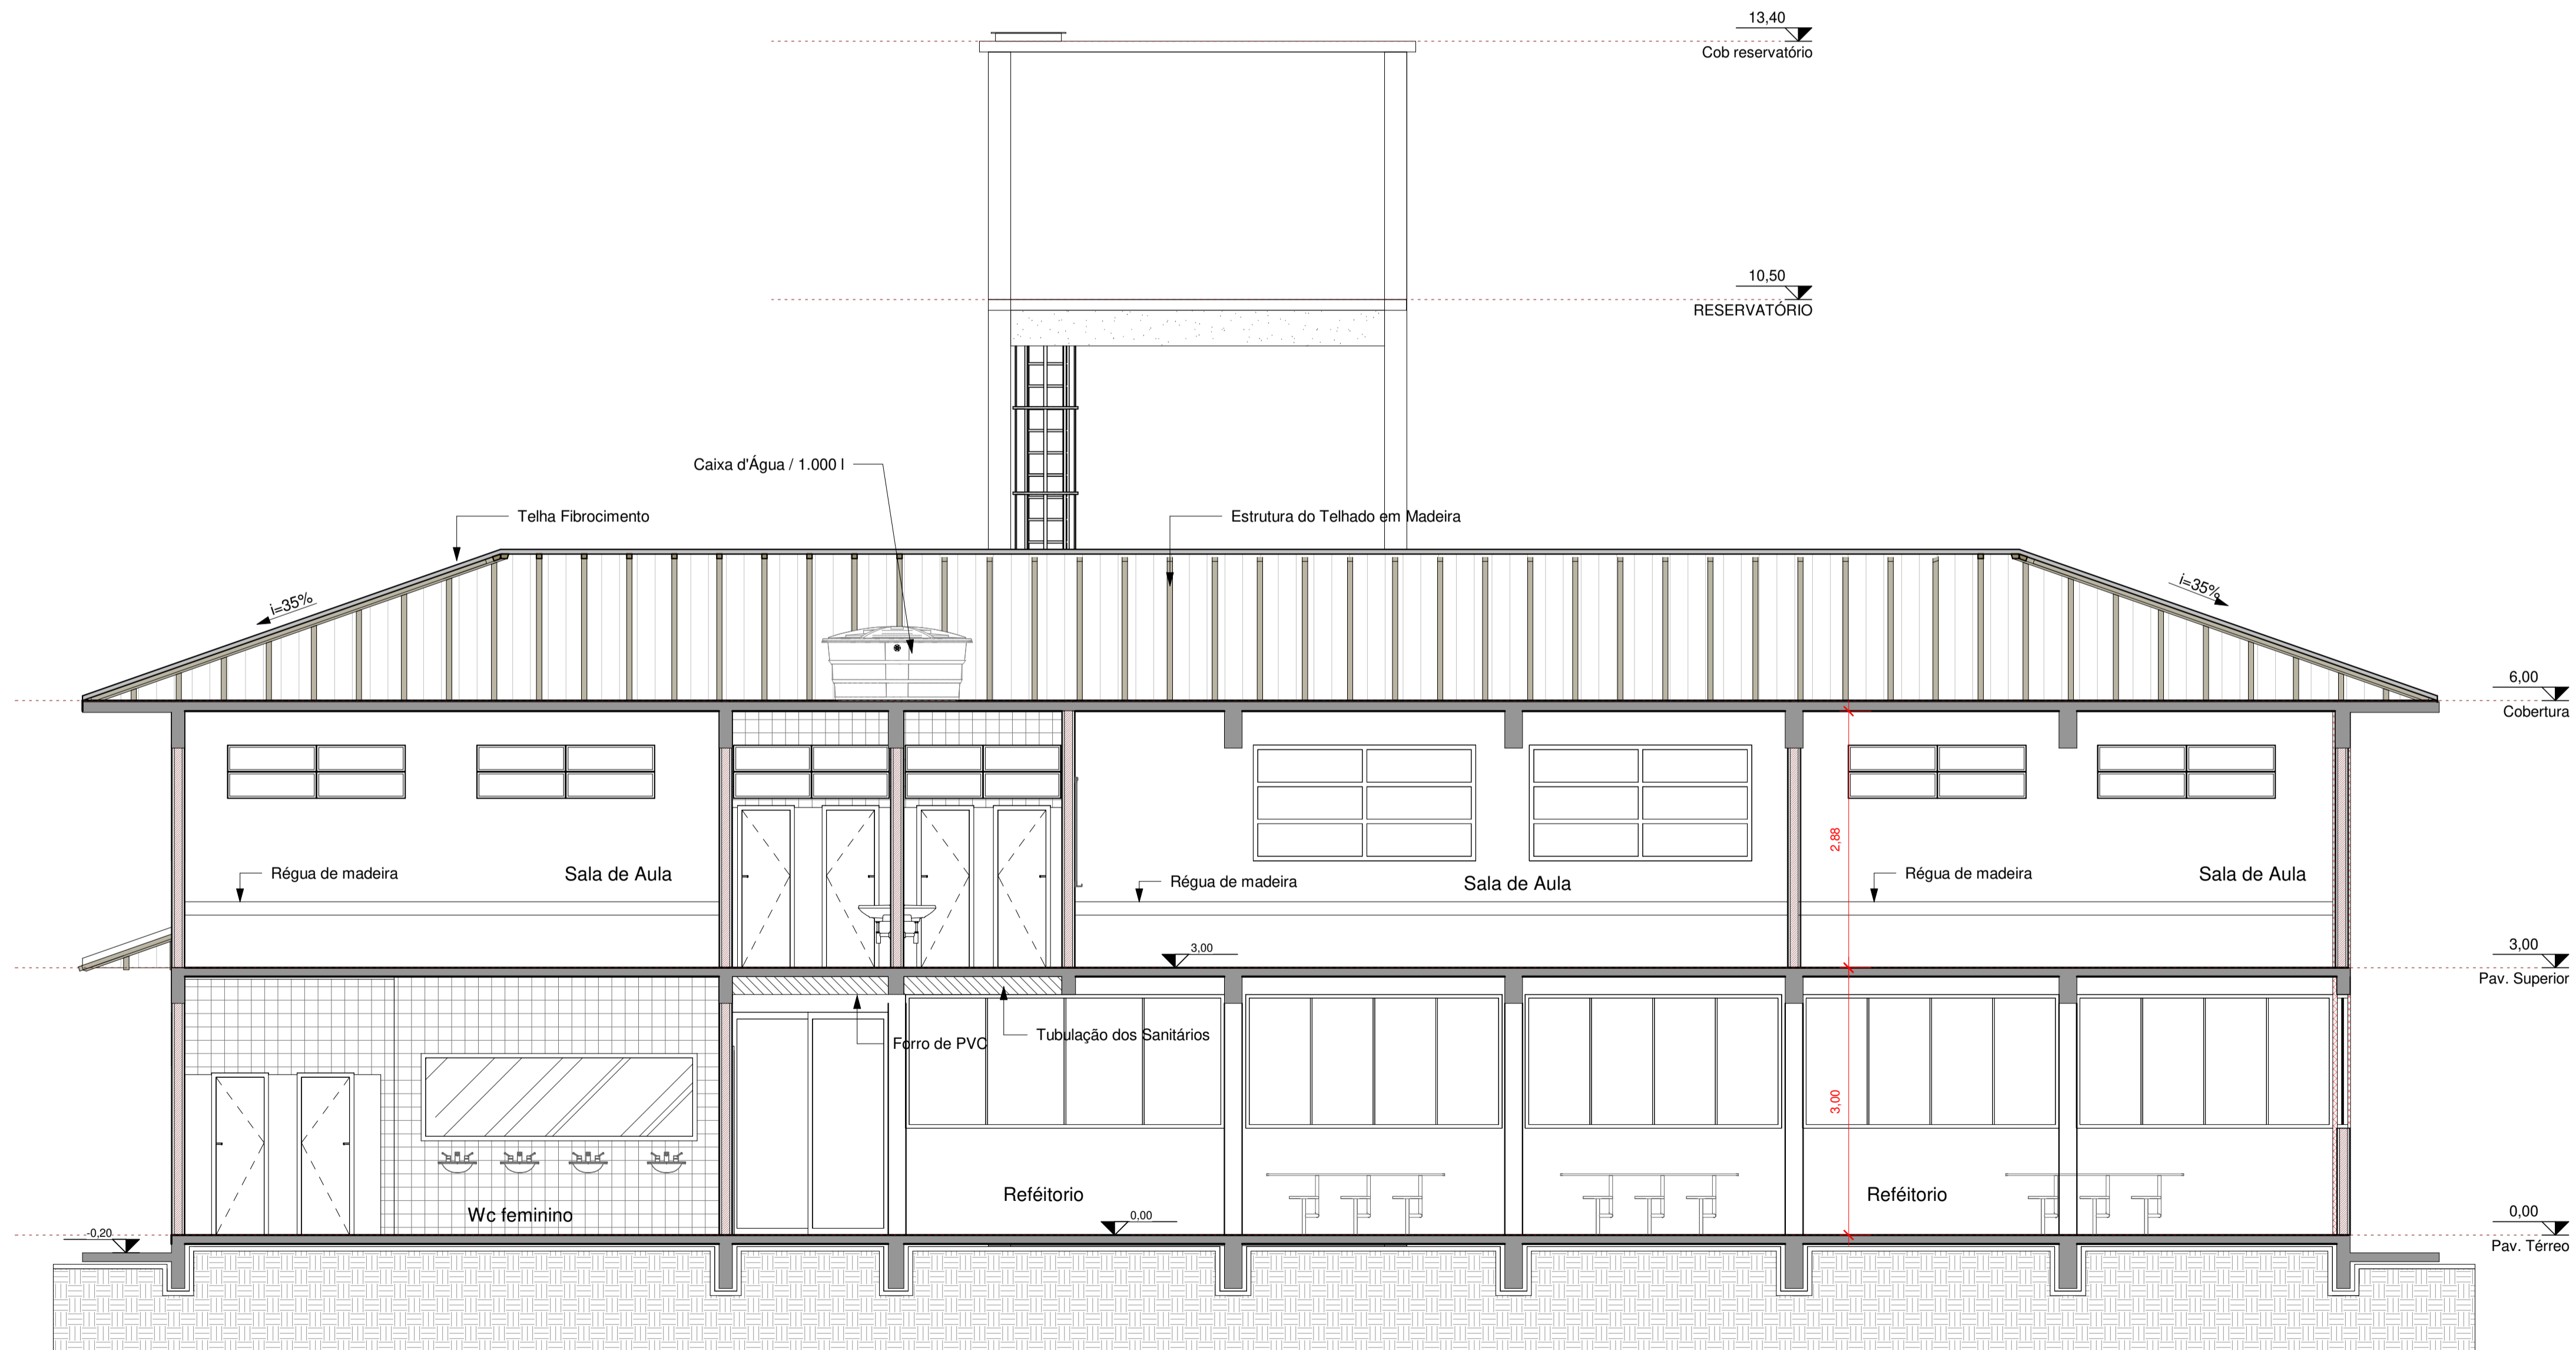 13,40
Cob reservatório
10,50
RESERVATÓRIO
Caixa d'Água / 1.000 l
Telha Fibrocimento
Estrutura do Telhado em Madeira
i=35%
i=35%
6,00
Cobertura
2,88
Régua de madeira
Sala de Aula
Régua de madeira
Sala de Aula
Régua de madeira
Sala de Aula
3,00
3,00
Pav. Superior
Forro de PVC
Tubulação dos Sanitários
3,00
Wc feminino
Reféitorio
Reféitorio
0,00
-0,20
0,00
Pav. Térreo